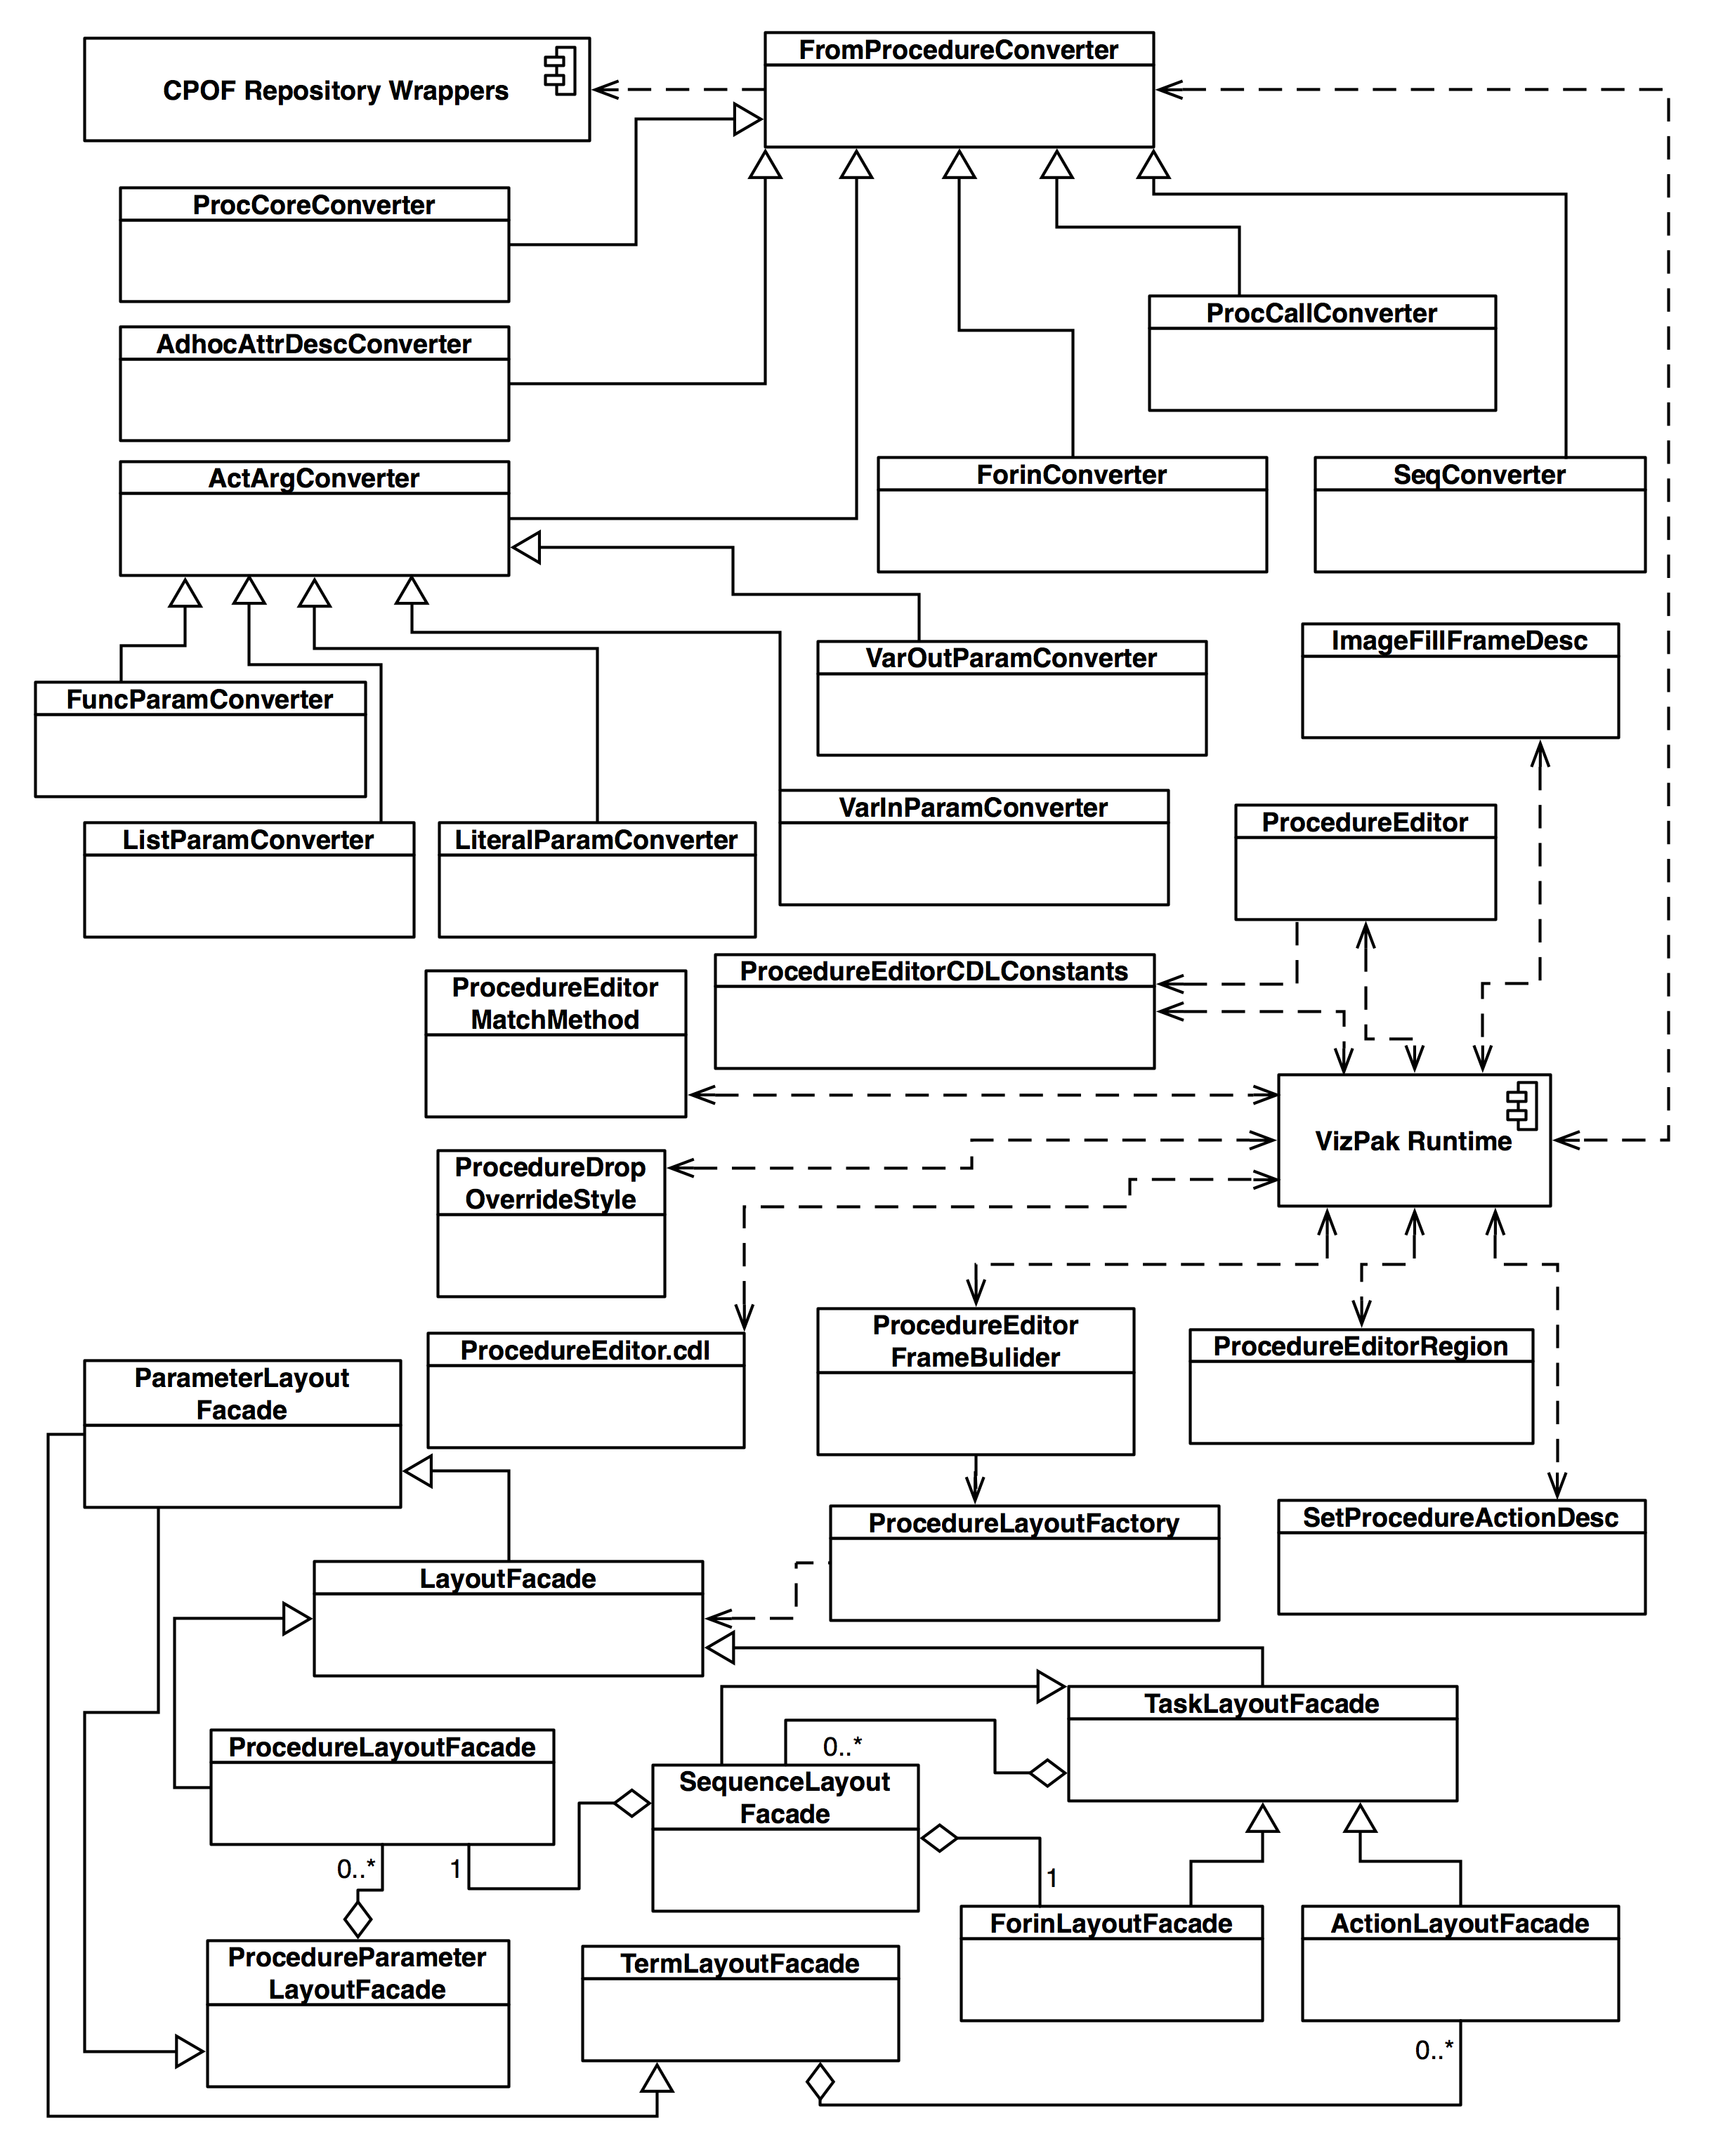 FromProcedureConverter
CPOF Repository Wrappers
ProcCoreConverter
ProcCallConverter
AdhocAttrDescConverter
ActArgConverter
ForinConverter
SeqConverter
ImageFillFrameDesc
VarOutParamConverter
FuncParamConverter
VarInParamConverter
ProcedureEditor
ListParamConverter
LiteralParamConverter
ProcedureEditorCDLConstants
ProcedureEditor
MatchMethod
VizPak Runtime
ProcedureDrop
OverrideStyle
ProcedureEditor
FrameBulider
ProcedureEditorRegion
ProcedureEditor.cdl
ParameterLayout
Facade
ProcedureLayoutFactory
SetProcedureActionDesc
LayoutFacade
TaskLayoutFacade
ProcedureLayoutFacade
0..*
SequenceLayout
Facade
0..*
1
1
ForinLayoutFacade
ActionLayoutFacade
ProcedureParameter
LayoutFacade
TermLayoutFacade
0..*